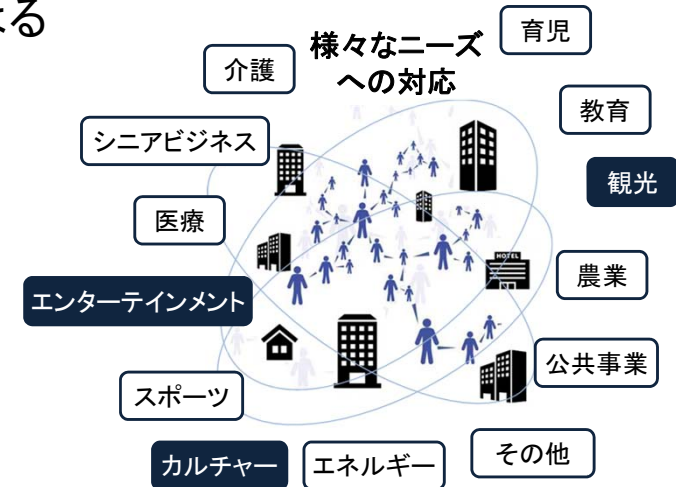 はる
様々なニーズ
への対応
育児
介護
教育
シニアビジネス
観光
医療
HOTEL
農業
エンターテインメント
公共事業
スポーツ
その他
カルチャー
エネルギー